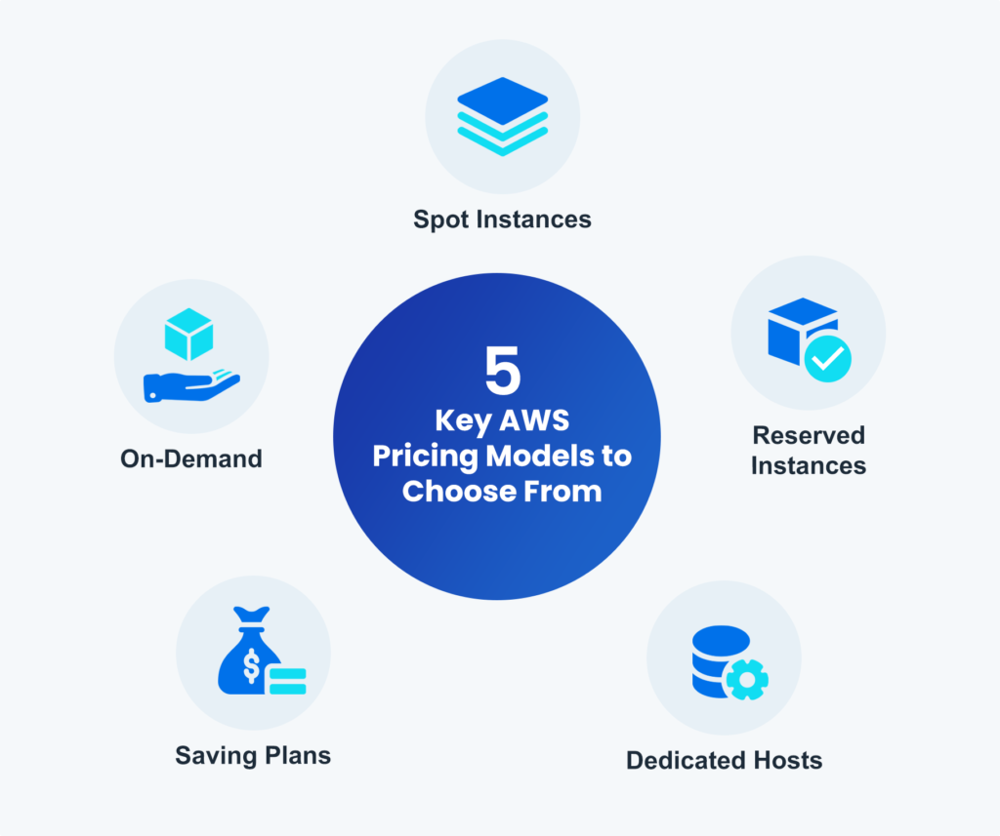 Spot Instances
5
Key AWS
Pricing Models to
Choose From
On-Demand
Reserved
Instances
Saving Plans
Dedicated Hosts
$